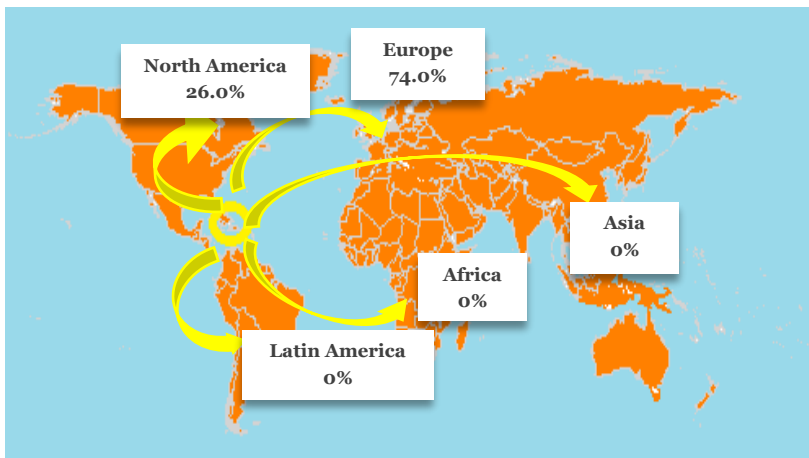 North America
26.0%
Europe
74.0%
Asia
0%
Africa
0%
Latin America
0%